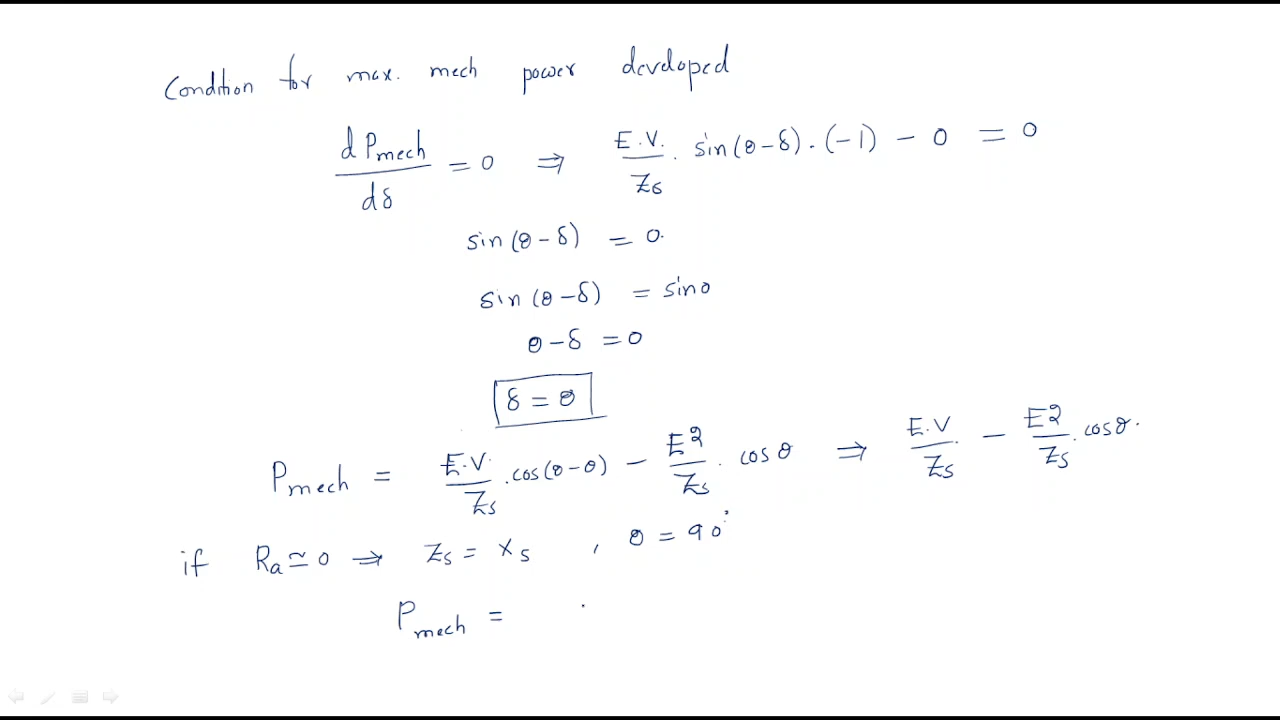 Condition for max. mech power developed
dPmech/dδ = 0 ⇒ E.V./Zs . sin(θ-δ).(-1) - 0 = 0
sin(θ-δ) = 0.
sin(θ-δ) = sin0
θ-δ = 0
δ = θ
Pmech = E.V./Zs . cos(θ-θ) - E²/Zs . cosθ ⇒ E.V/Zs. - E²/Zs . cosθ.
if Ra≃0 ⇒ Zs = Xs , θ = 90°
Pmech =